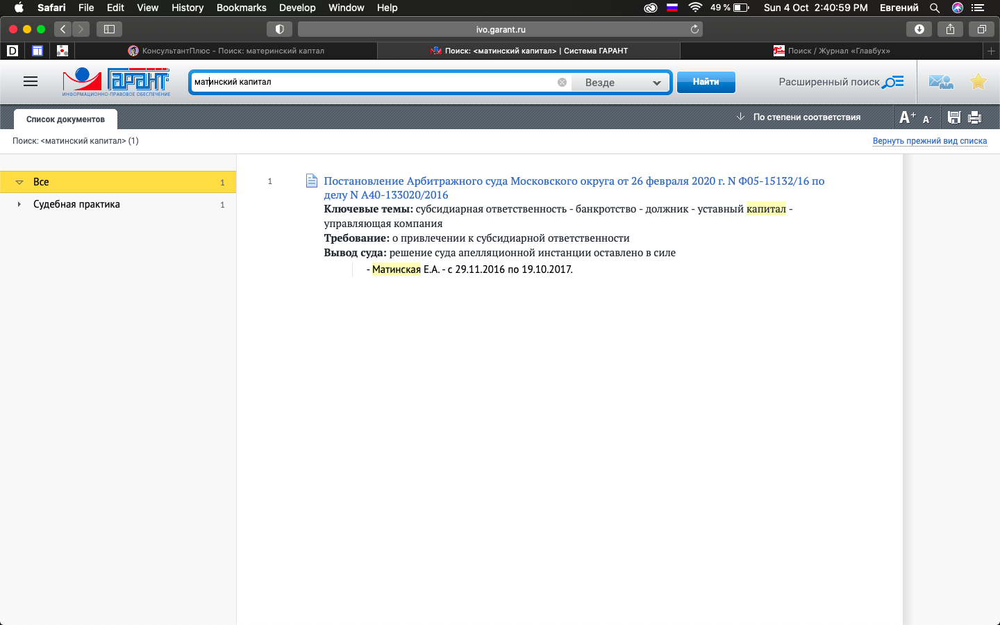 Safari File Edit View History Bookmarks Develop Window Help 49 % Sun 4 Oct 2:40:59 PM Евгений
ivo.garant.ru
D КонсультантПлюс - Поиск: материнский каптал Поиск: <матинский капитал> | Система ГАРАНТ Поиск / Журнал «Главбух»
ГАРАНТ
ИНФОРМАЦИОННО-ПРАВОВОЕ ОБЕСПЕЧЕНИЕ
матинский капитал Везде Найти Расширенный поиск
Список документов По степени соответствия A+ A-
Поиск: <матинский капитал> (1) Вернуть прежний вид списка
Все 1
Судебная практика 1
1 Постановление Арбитражного суда Московского округа от 26 февраля 2020 г. N Ф05-15132/16 по
делу N А40-133020/2016
Ключевые темы: субсидиарная ответственность - банкротство - должник - уставный капитал -
управляющая компания
Требование: о привлечении к субсидиарной ответственности
Вывод суда: решение суда апелляционной инстанции оставлено в силе
- Матинская Е.А. - с 29.11.2016 по 19.10.2017.